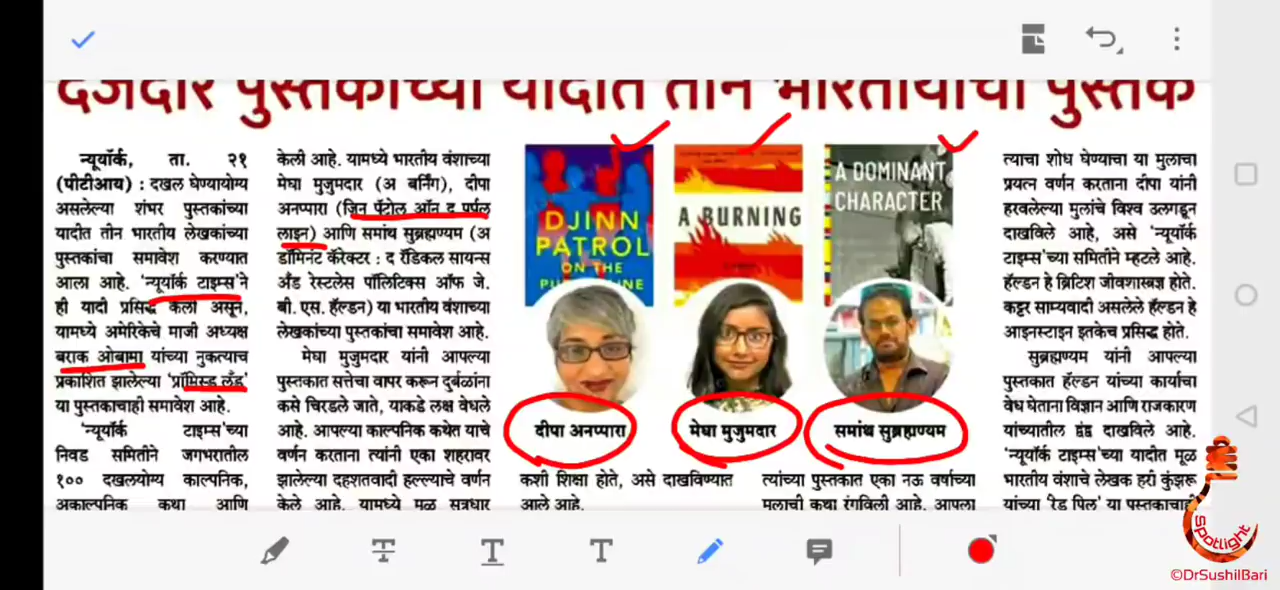 दर्जेदार पुस्तकांच्या यादीत तीन भारतीयांची पुस्तके
न्यूयॉर्क, ता. २१
(पीटीआय) : दखल घेण्यायोग्य
असलेल्या शंभर पुस्तकांच्या
यादीत तीन भारतीय लेखकांच्या
पुस्तकांचा समावेश करण्यात
आला आहे. ‘न्यूयॉर्क टाइम्स’ने
ही यादी प्रसिद्ध केली असून,
यामध्ये अमेरिकेचे माजी अध्यक्ष
बराक ओबामा यांच्या नुकत्याच
प्रकाशित झालेल्या ‘प्रॉमिस्ड लँड’
या पुस्तकाचाही समावेश आहे.
‘न्यूयॉर्क टाइम्स’च्या
निवड समितीने जगभरातील
१०० दखलयोग्य काल्पनिक,
अकाल्पनिक कथा आणि
केली आहे. यामध्ये भारतीय वंशाच्या
मेघा मुजुमदार (अ बर्निंग), दीपा
अनप्पारा (जिन पॅट्रोल ऑन द पर्पल
लाइन) आणि समांथ सुब्रह्मण्यम (अ
डॉमिनंट कॅरेक्टर : द रॅडिकल सायन्स
अँड रेस्टलेस पॉलिटिक्स ऑफ जे.
बी. एस. हॅल्डन) या भारतीय वंशाच्या
लेखकांच्या पुस्तकांचा समावेश आहे.
मेघा मुजुमदार यांनी आपल्या
पुस्तकात सत्तेचा वापर करून दुर्बळांना
कसे चिरडले जाते, याकडे लक्ष वेधले
आहे. आपल्या काल्पनिक कथेत याचे
वर्णन करताना त्यांनी एका शहरावर
झालेल्या दहशतवादी हल्ल्याचे वर्णन
केले आहे. यामध्ये मूळ सूत्रधार
DJINN
PATROL
ON THE
A BURNING
A DOMINANT
CHARACTER
दीपा अनप्पारा
मेघा मुजुमदार
समांथ सुब्रह्मण्यम
कशी शिक्षा होते, असे दाखविण्यात
आले आहे.
त्यांच्या पुस्तकात एका नऊ वर्षाच्या
मुलाची कथा रंगविली आहे. आपला
त्याचा शोध घेण्याचा या मुलाचा
प्रयत्न वर्णन करताना दीपा यांनी
हरवलेल्या मुलांचे विश्व उलगडून
दाखविले आहे, असे ‘न्यूयॉर्क
टाइम्स’च्या समितीने म्हटले आहे.
हॅल्डन हे ब्रिटिश जीवशास्त्रज्ञ होते.
कट्टर साम्यवादी असलेले हॅल्डन हे
आइनस्टाइन इतकेच प्रसिद्ध होते.
सुब्रह्मण्यम यांनी आपल्या
पुस्तकात हॅल्डन यांच्या कार्याचा
वेध घेताना विज्ञान आणि राजकारण
यांच्यातील द्वंद्व दाखविले आहे.
‘न्यूयॉर्क टाइम्स’च्या यादीत मूळ
भारतीय वंशाचे लेखक हरी कुंझरू
यांच्या ‘रेड पिल’ या पुस्तकाचाही
Spotlight
©DrSushilBari